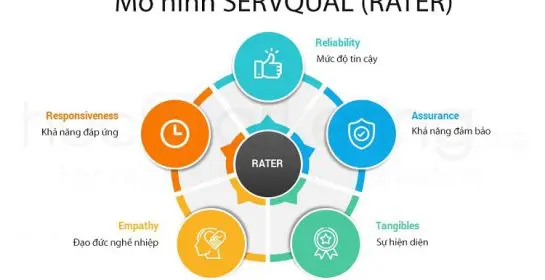 Mô hình SERVQUAL (RATER)
Reliability
Mức độ tin cậy
Responsiveness
Khả năng đáp ứng
Assurance
Khả năng đảm bảo
RATER
Empathy
Đạo đức nghề nghiệp
Tangibles
Sự hiện diện